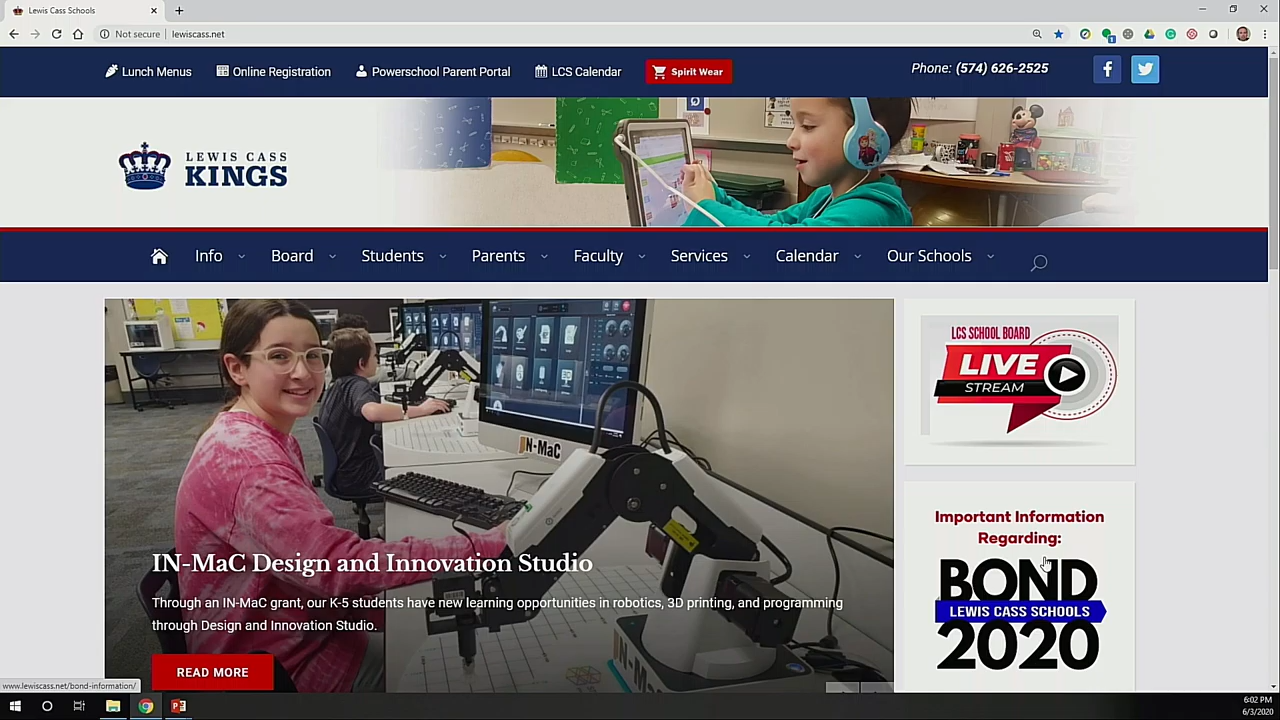 Lewis Cass Schools
Not secure | lewiscass.net
Lunch Menus
Online Registration
Powerschool Parent Portal
LCS Calendar
Spirit Wear
Phone: (574) 626-2525
LEWIS CASS
KINGS
Info
Board
Students
Parents
Faculty
Services
Calendar
Our Schools
LCS SCHOOL BOARD
LIVE
STREAM
IN-MaC
IN-MaC Design and Innovation Studio
Through an IN-MaC grant, our K-5 students have new learning opportunities in robotics, 3D printing, and programming
through Design and Innovation Studio.
READ MORE
Important Information
Regarding:
BOND
LEWIS CASS SCHOOLS
2020
www.lewiscass.net/bond-information/
6:02 PM
6/3/2020